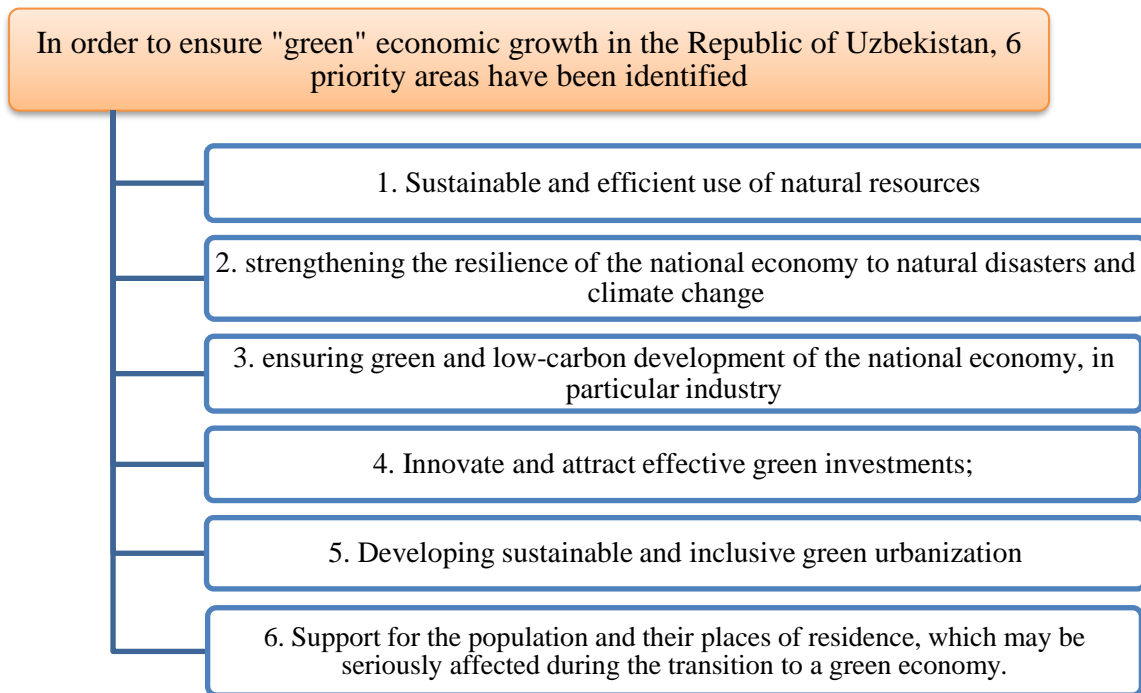 In order to ensure "green" economic growth in the Republic of Uzbekistan, 6
priority areas have been identified
1. Sustainable and efficient use of natural resources
2. strengthening the resilience of the national economy to natural disasters and
climate change
3. ensuring green and low-carbon development of the national economy, in
particular industry
4. Innovate and attract effective green investments;
5. Developing sustainable and inclusive green urbanization
6. Support for the population and their places of residence, which may be
seriously affected during the transition to a green economy.